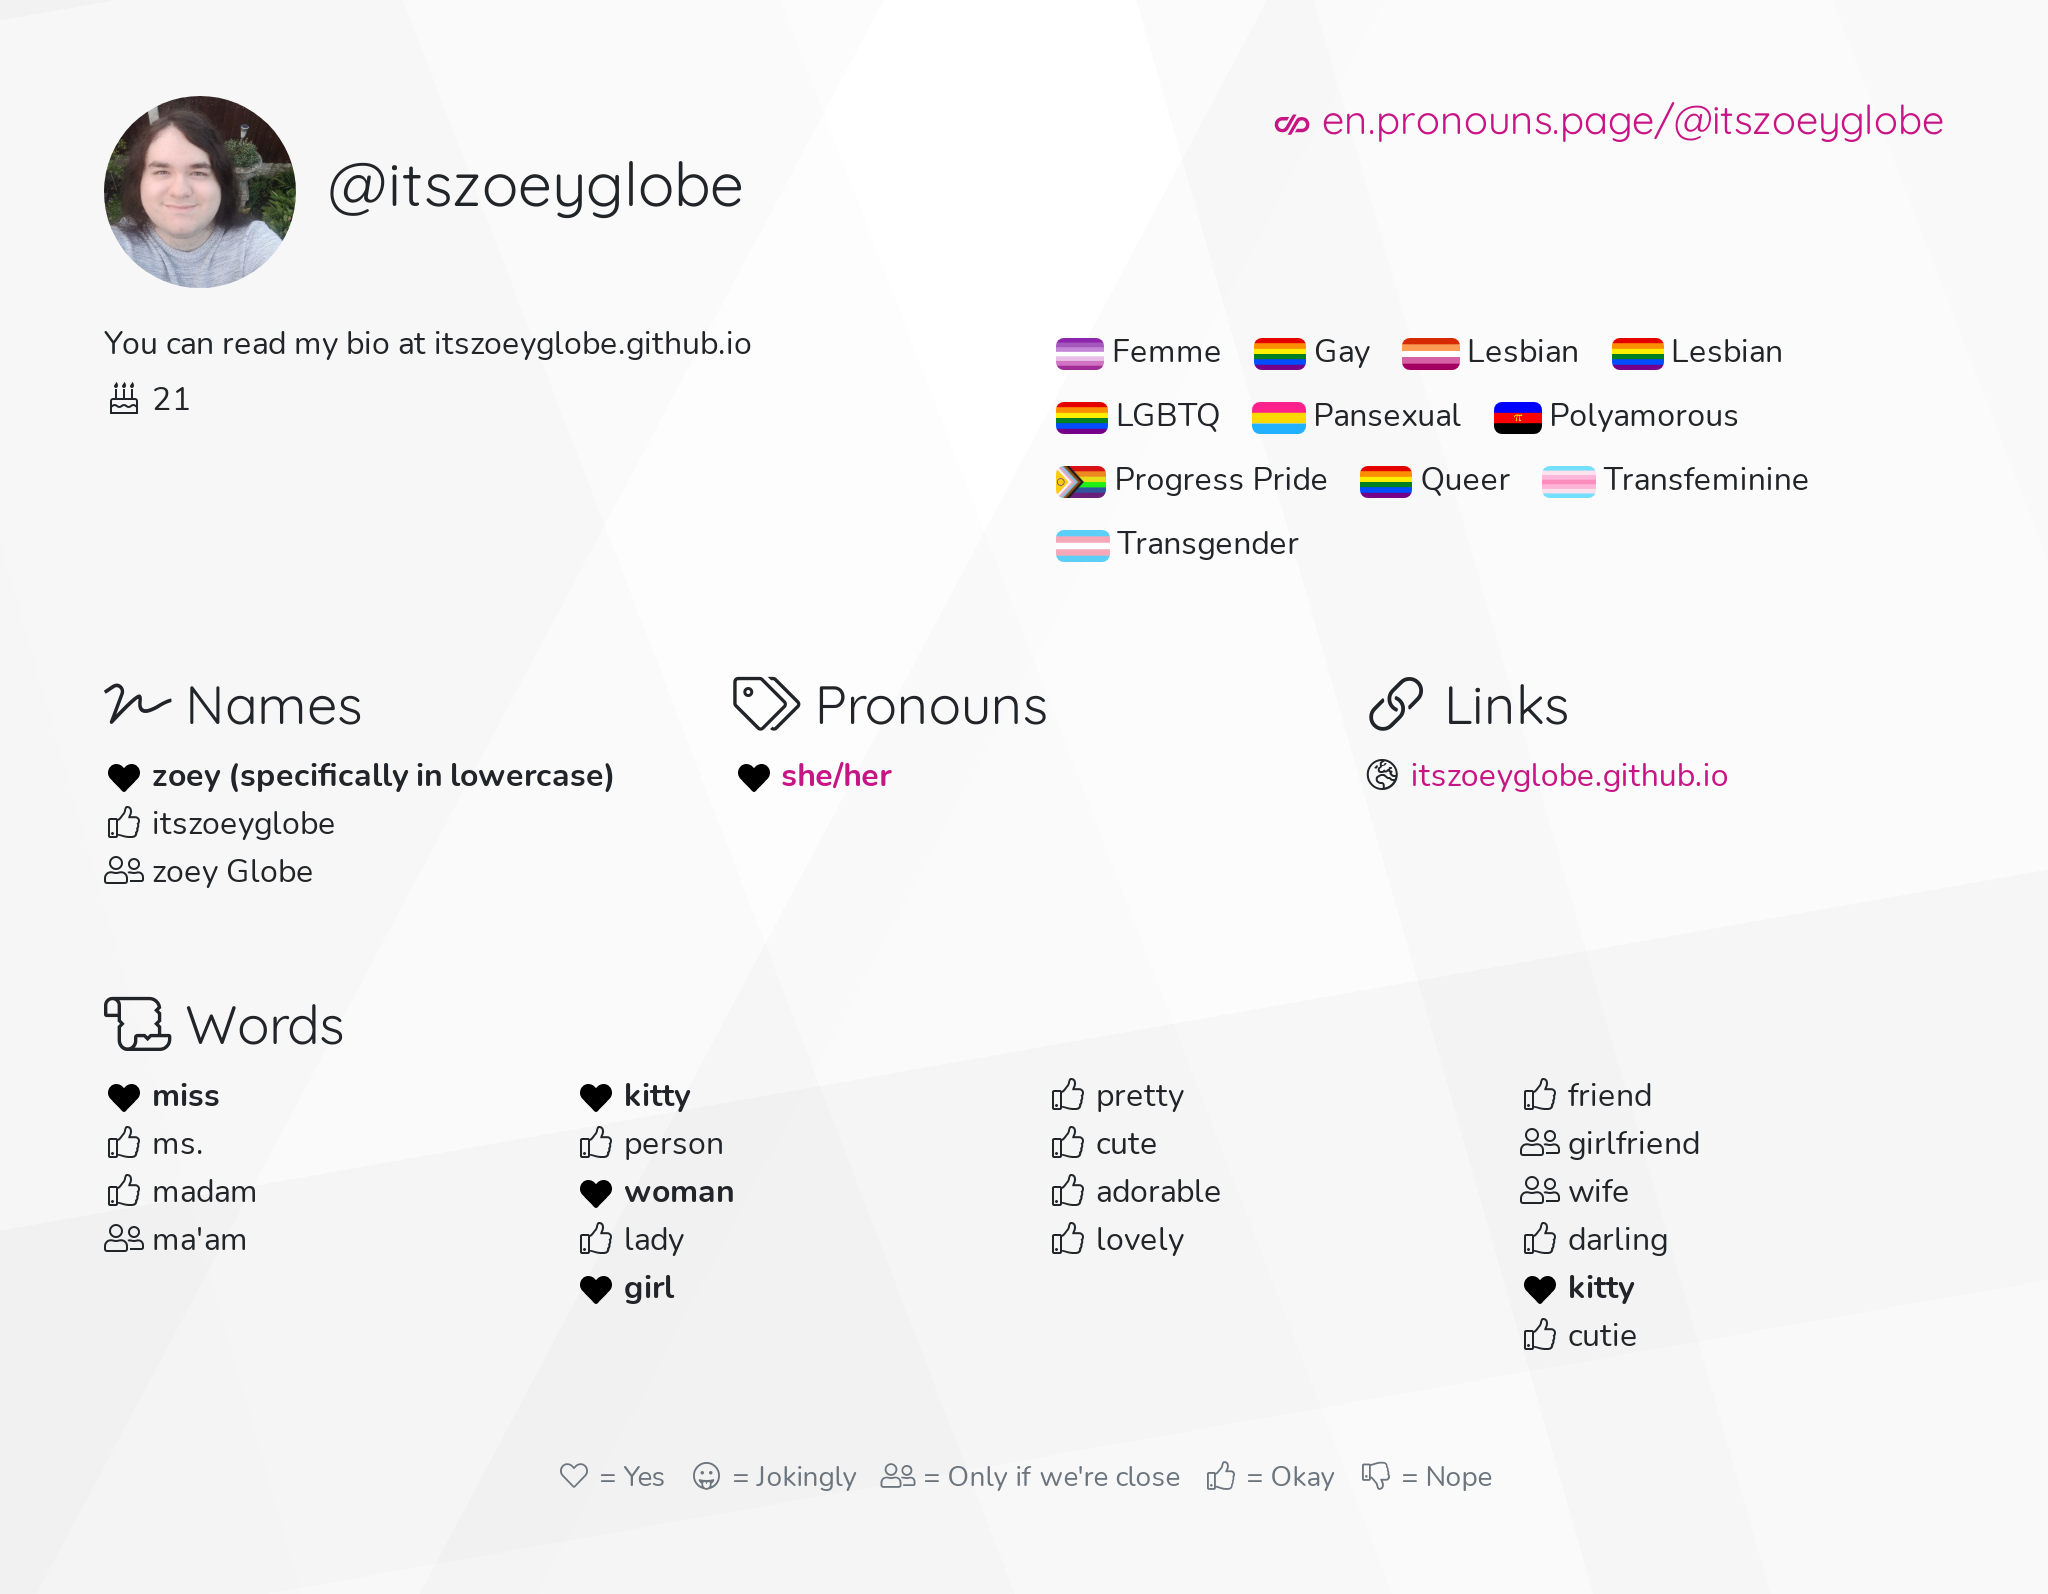 en.pronouns.page/@itszoeyglobe
@itszoeyglobe
You can read my bio at itszoeyglobe.github.io
21
Femme Gay Lesbian Lesbian
LGBTQ Pansexual π Polyamorous
Progress Pride Queer Transfeminine
Transgender
Names
zoey (specifically in lowercase)
itszoeyglobe
zoey Globe
Pronouns
she/her
Links
itszoeyglobe.github.io
Words
miss
ms.
madam
ma'am
kitty
person
woman
lady
girl
pretty
cute
adorable
lovely
friend
girlfriend
wife
darling
kitty
cutie
= Yes = Jokingly = Only if we're close = Okay = Nope